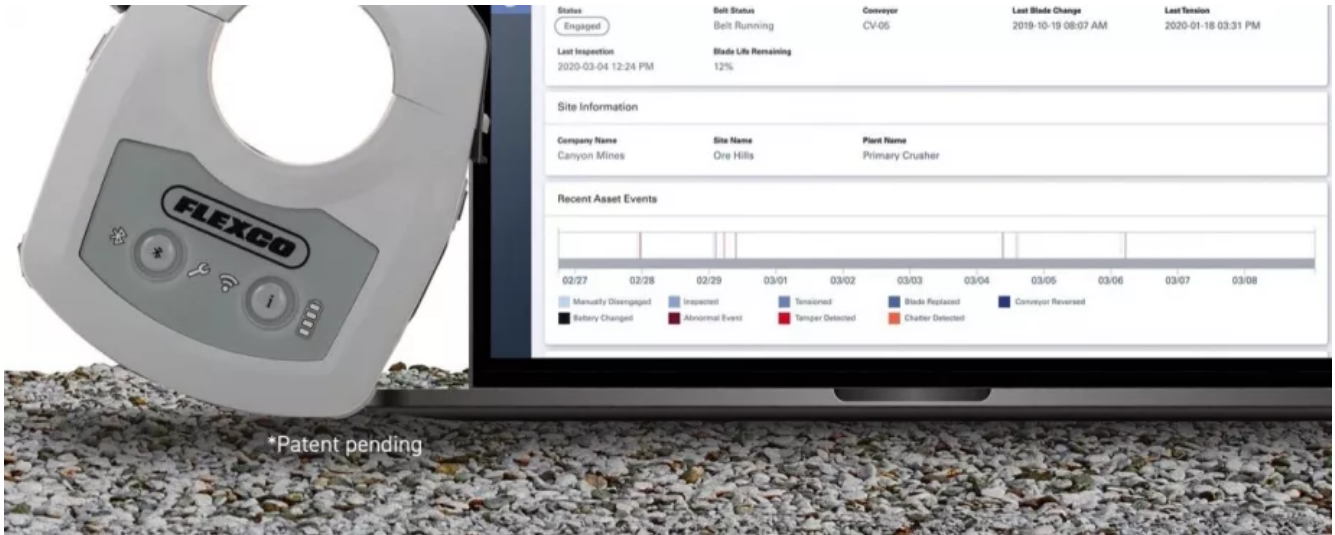 FLEXCO
i
Status Belt Status Conveyor Last Blade Change Last Tension
Engaged Belt Running CV-05 2019-10-19 08:07 AM 2020-01-18 03:31 PM
Last Inspection Blade Life Remaining
2020-03-04 12:24 PM 12%
Site Information
Company Name Site Name Plant Name
Canyon Mines Ore Hills Primary Crusher
Recent Asset Events
02/27 02/28 02/29 03/01 03/02 03/03 03/04 03/05 03/06 03/07 03/08
Manually Disengaged Inspected Tensioned Blade Replaced Conveyor Reversed
Battery Changed Abnormal Event Tamper Detected Chatter Detected
*Patent pending